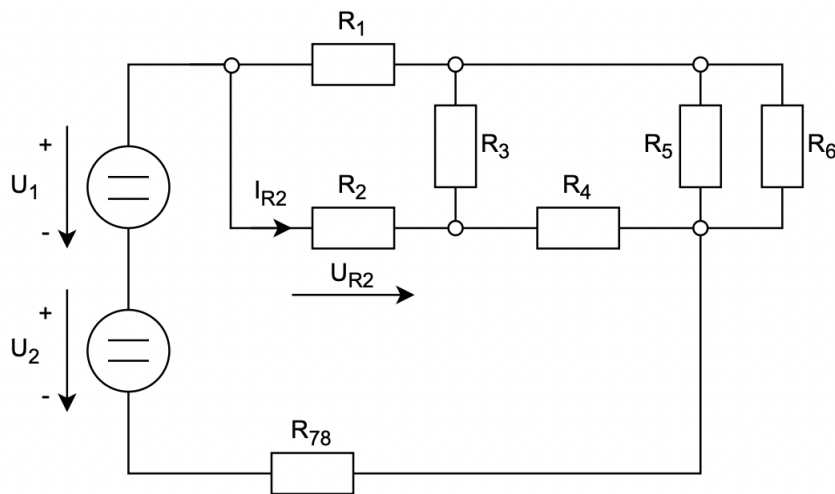 R1
+
U1
-
R3
R5
R6
IR2
R2
R4
UR2
+
U2
-
R78